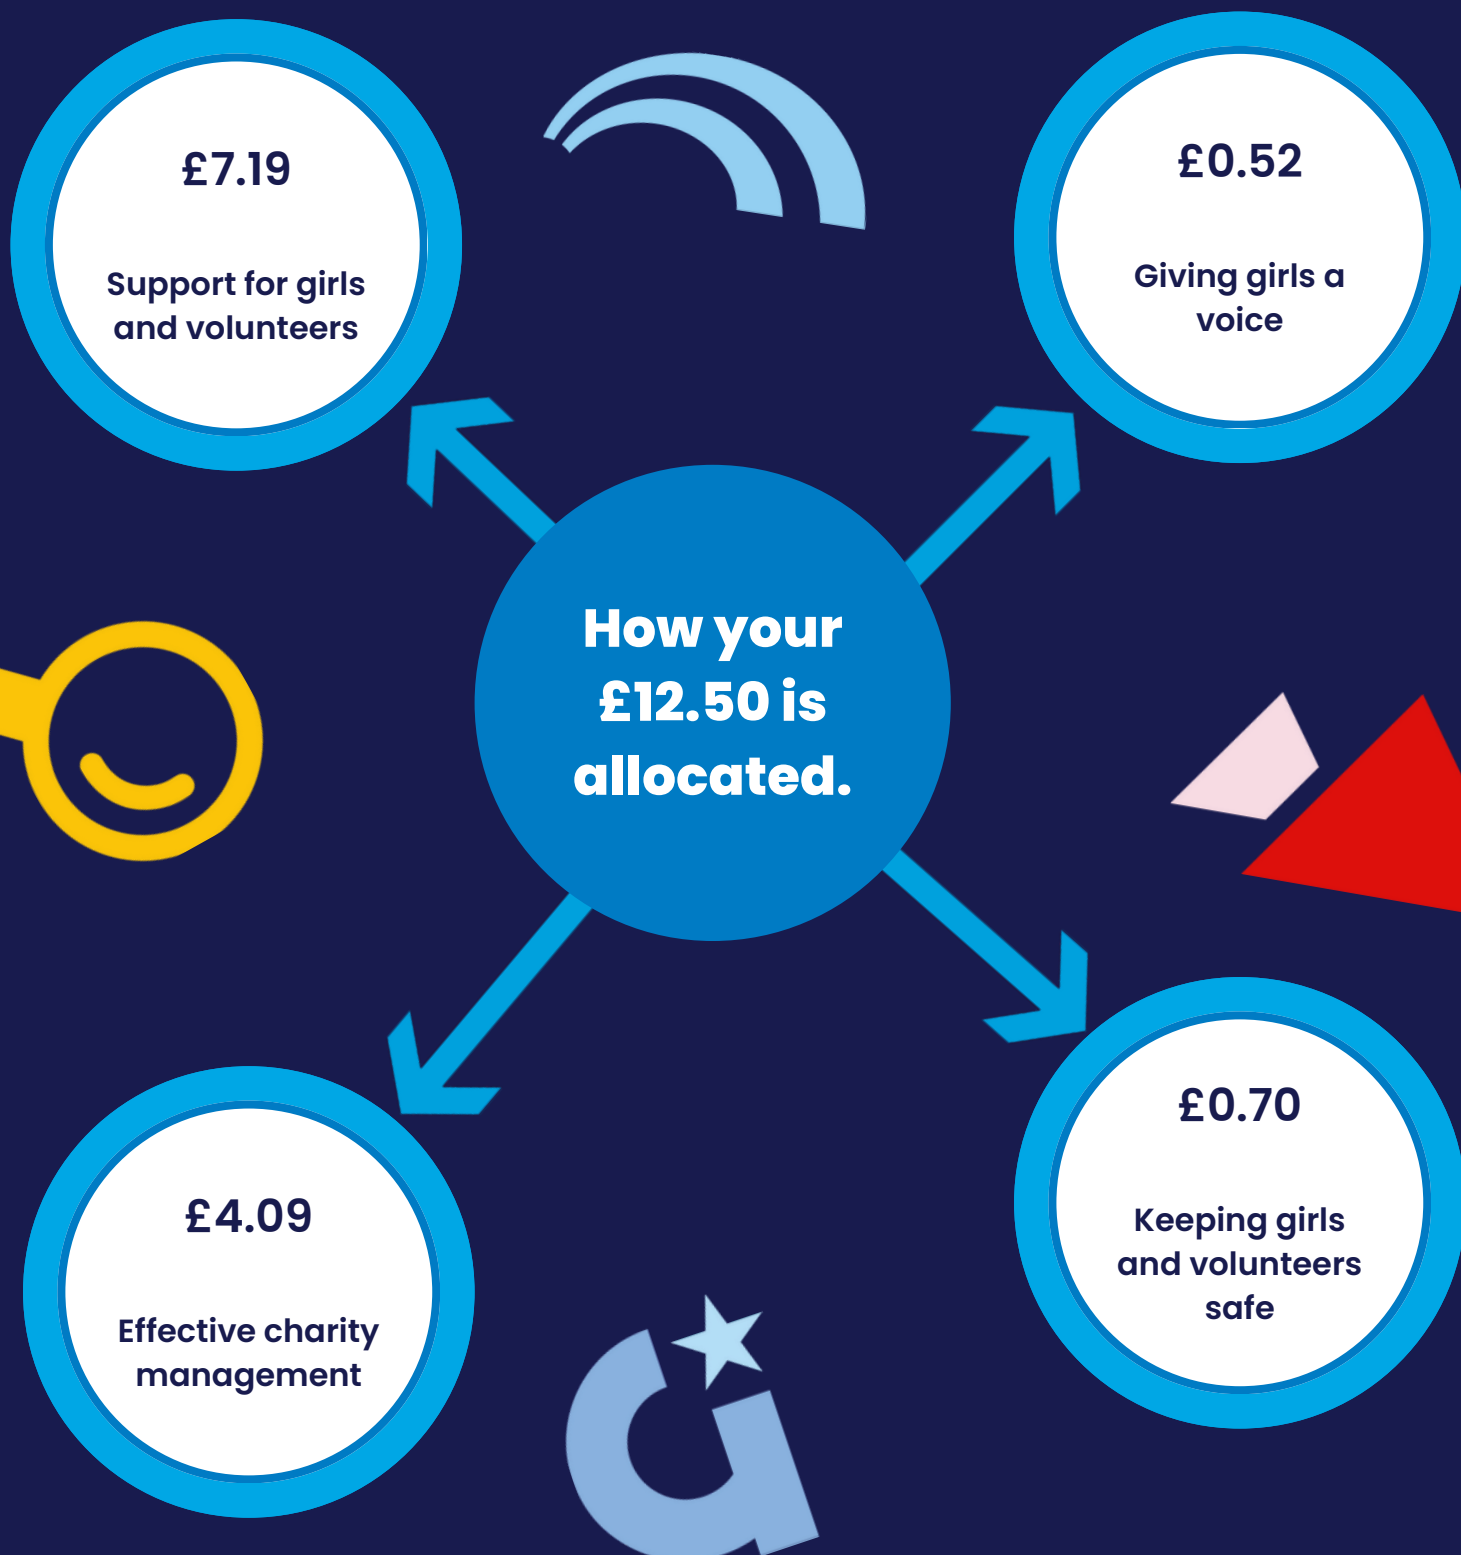 £7.19
Support for girls
and volunteers
£0.52
Giving girls a
voice
How your
£12.50 is
allocated.
£4.09
Effective charity
management
£0.70
Keeping girls
and volunteers
safe